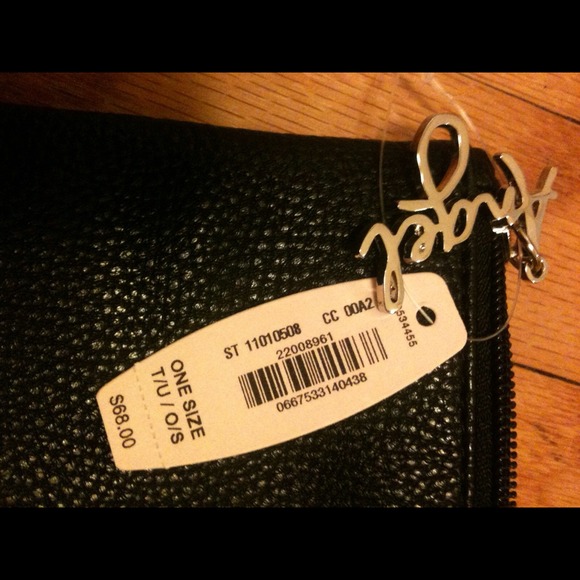 Angel
ST 11010508 CC 00A2
22008961
0667533140438
534455
ONE SIZE
T/U / O/S
$68.00